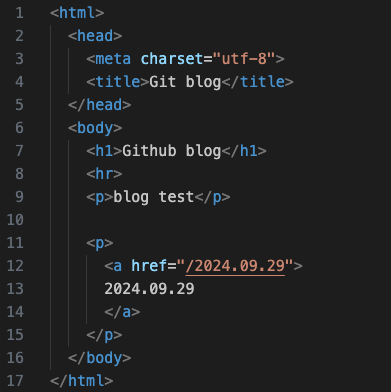 1 <html>
2   <head>
3     <meta charset="utf-8">
4     <title>Git blog</title>
5   </head>
6   <body>
7     <h1>Github blog</h1>
8     <hr>
9     <p>blog test</p>
10
11     <p>
12       <a href="/2024.09.29">
13       2024.09.29
14       </a>
15     </p>
16   </body>
17 </html>